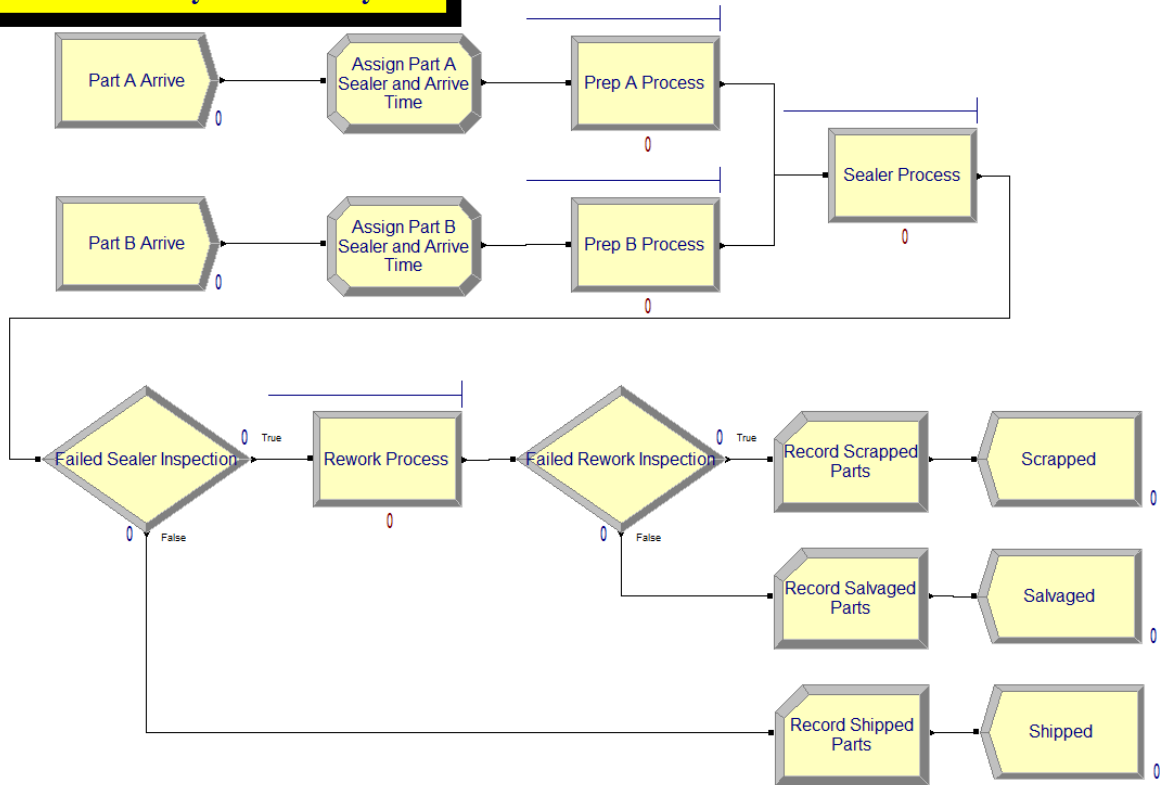 Part A Arrive
0
Assign Part A
Sealer and Arrive
Time
Prep A Process
0
Sealer Process
0
Part B Arrive
0
Assign Part B
Sealer and Arrive
Time
Prep B Process
0
Failed Sealer Inspection
0 True
0 False
Rework Process
0
Failed Rework Inspection
0 True
0 False
Record Scrapped
Parts
Scrapped
0
Record Salvaged
Parts
Salvaged
0
Record Shipped
Parts
Shipped
0